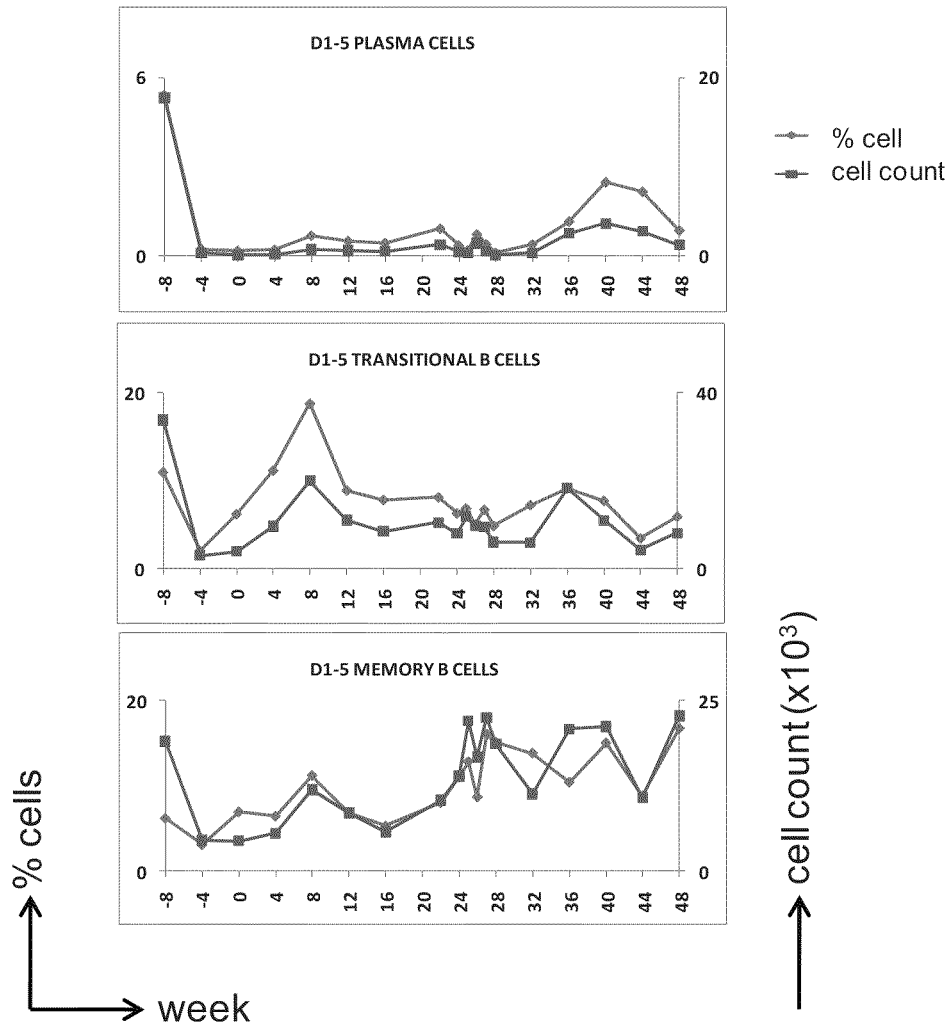 D1-5 PLASMA CELLS
6 20
0 0
-8 -4 0 4 8 12 16 20 24 28 32 36 40 44 48
% cell
cell count
D1-5 TRANSITIONAL B CELLS
20 40
0 0
-8 -4 0 4 8 12 16 20 24 28 32 36 40 44 48
D1-5 MEMORY B CELLS
20 25
0 0
-8 -4 0 4 8 12 16 20 24 28 32 36 40 44 48
% cells
cell count (x10³)
week